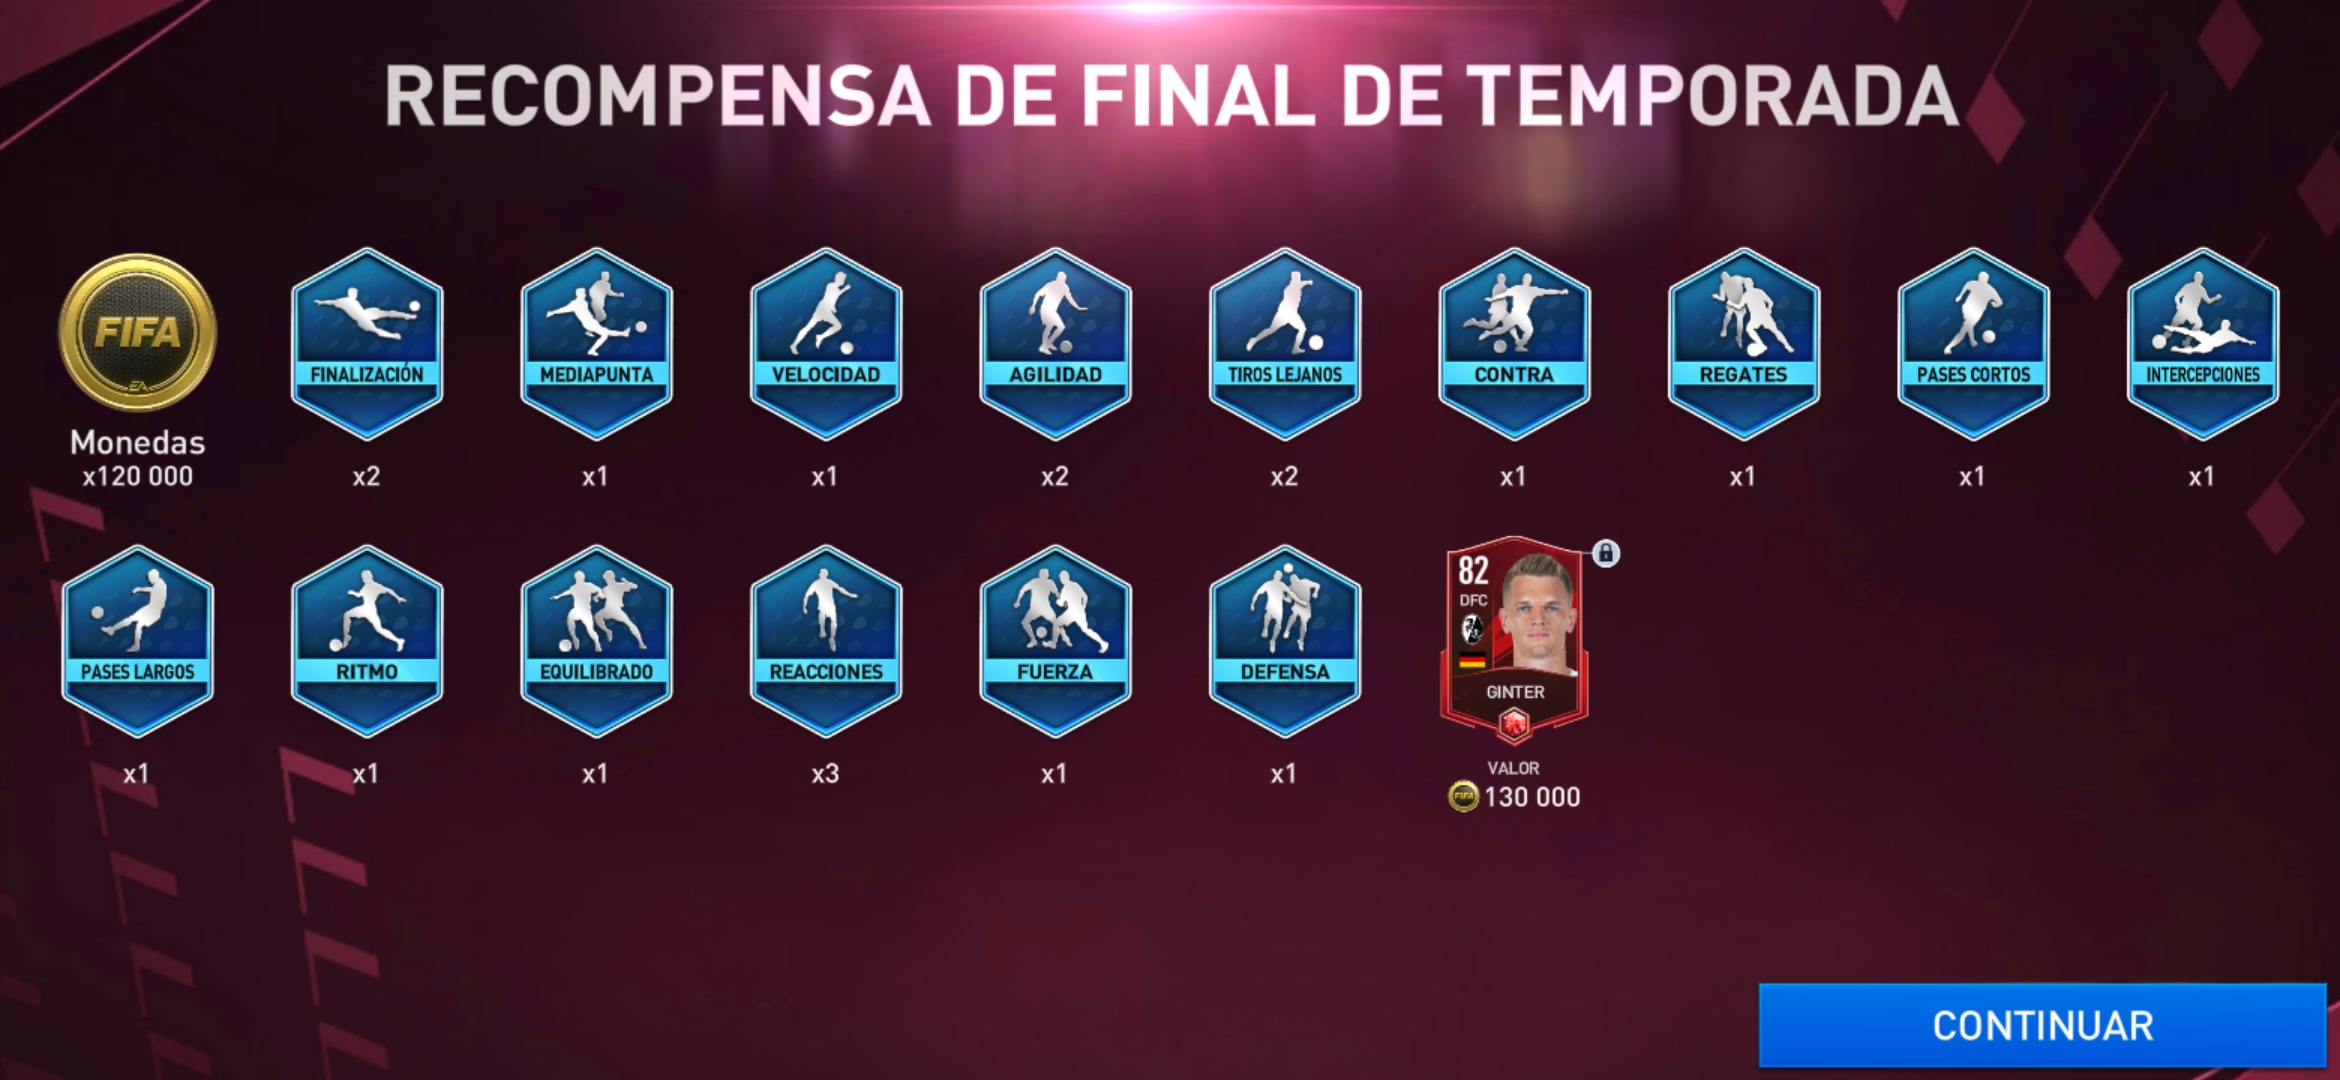 RECOMPENSA DE FINAL DE TEMPORADA
FIFA
EA
FINALIZACIÓN
MEDIAPUNTA
VELOCIDAD
AGILIDAD
TIROS LEJANOS
CONTRA
REGATES
PASES CORTOS
INTERCEPCIONES
Monedas
x120 000
x2
x1
x1
x2
x2
x1
x1
x1
x1
PASES LARGOS
RITMO
EQUILIBRADO
REACCIONES
FUERZA
DEFENSA
82
DFC
GINTER
x1
x1
x1
x3
x1
x1
VALOR
FIFA 130 000
CONTINUAR